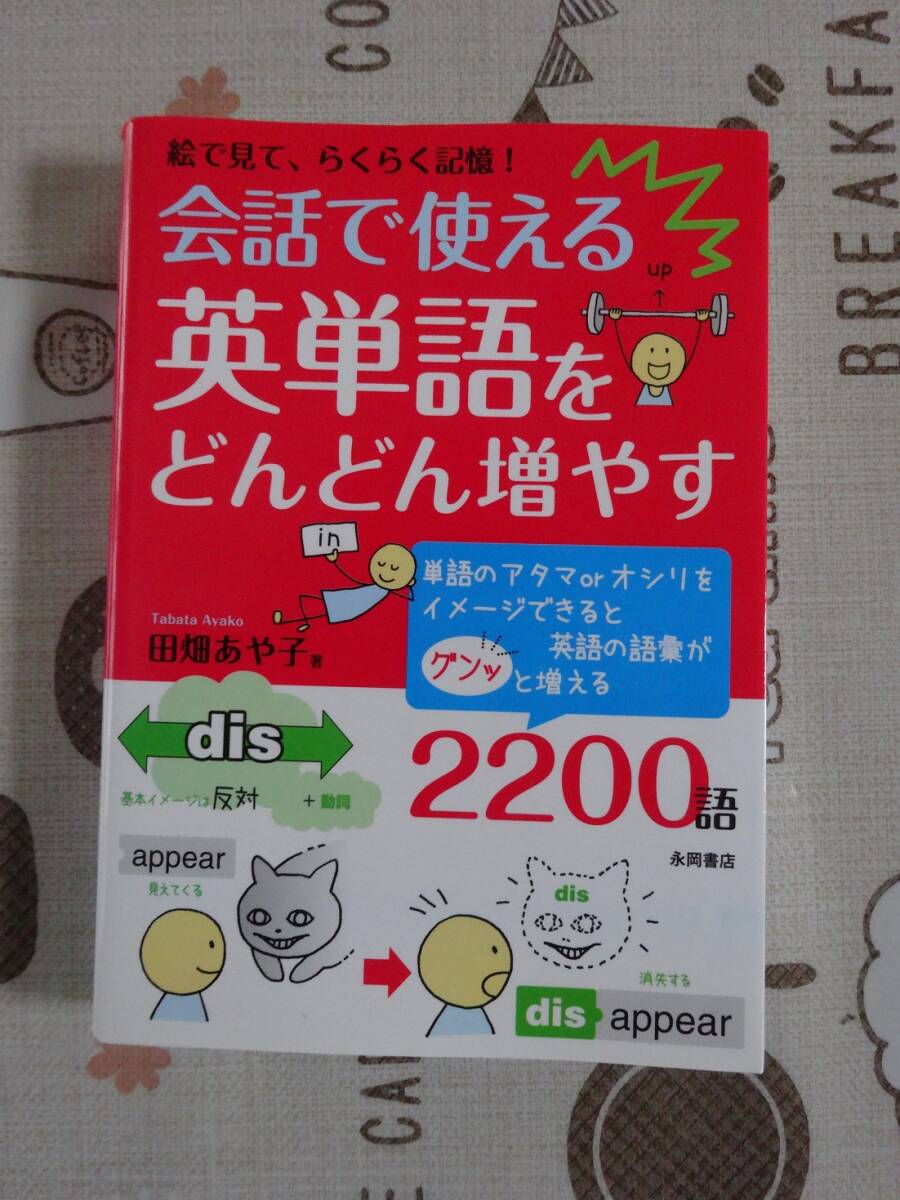 CO
BREAKFA
絵で見て、らくらく記憶！
会話で使える
up
英単語を
どんどん増やす
in
単語のアタマorオシリを
イメージできると
英語の語彙が
グンッと増える
Tabata Ayako
田畑あや子著
dis
基本イメージは反対 +動詞
2200語
永岡書店
appear
見えてくる
dis
消失する
disappear
CA